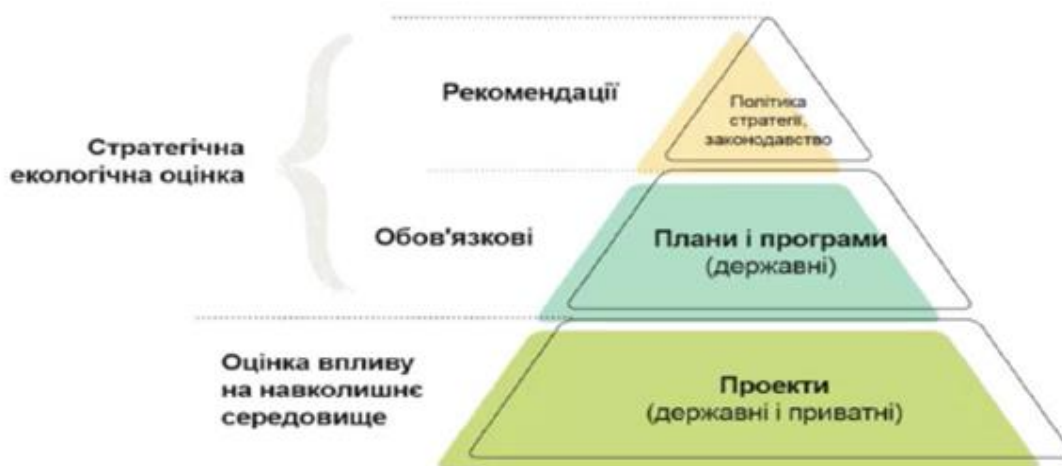 Рекомендації
Політика
стратегії,
законодавство
Стратегічна
екологічна оцінка
Обов'язкові
Плани і програми
(державні)
Оцінка впливу
на навколишнє
середовище
Проекти
(державні і приватні)